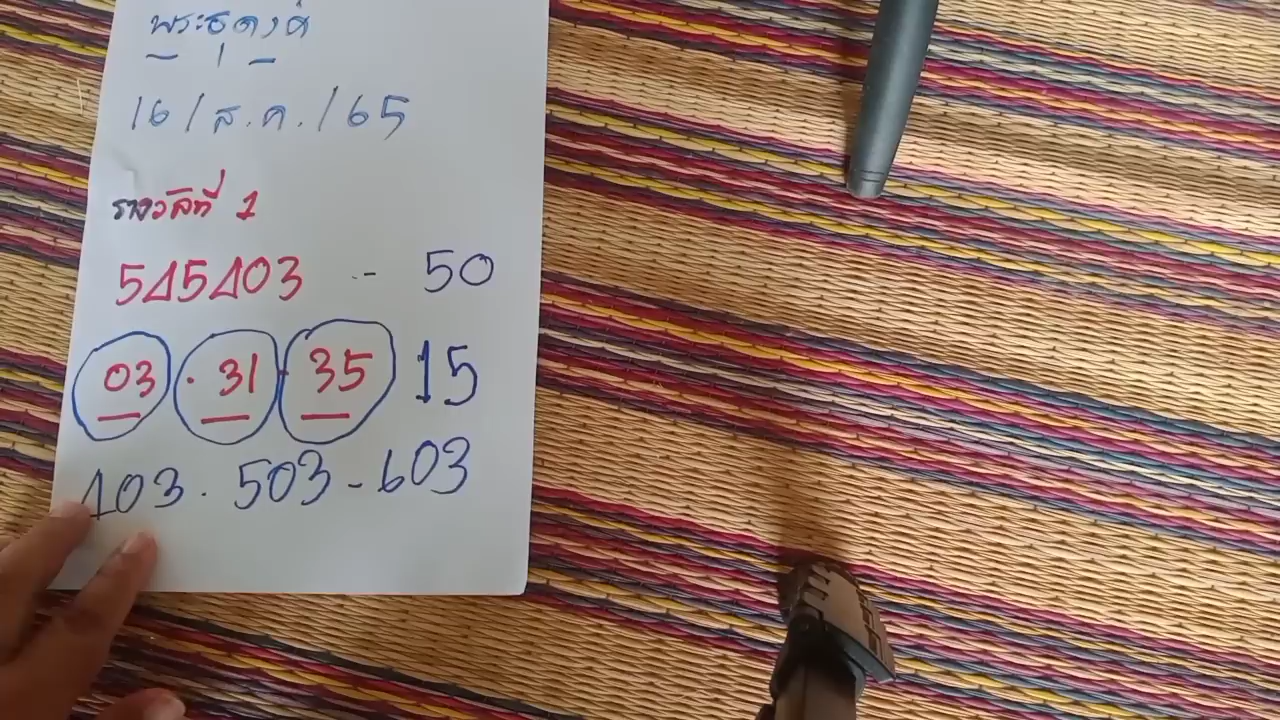 พระธุดงค์
16/ส.ค./65
รางวัลที่ 1
545403 - 50
03.31.35 15
403.503-603